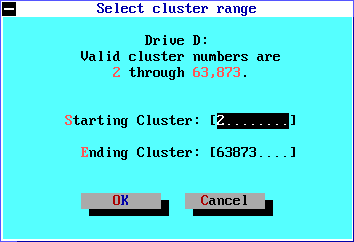 Select cluster range
Drive D:
Valid cluster numbers are
2 through 63,873.
Starting Cluster: [2........]
Ending Cluster: [63873....]
OK Cancel